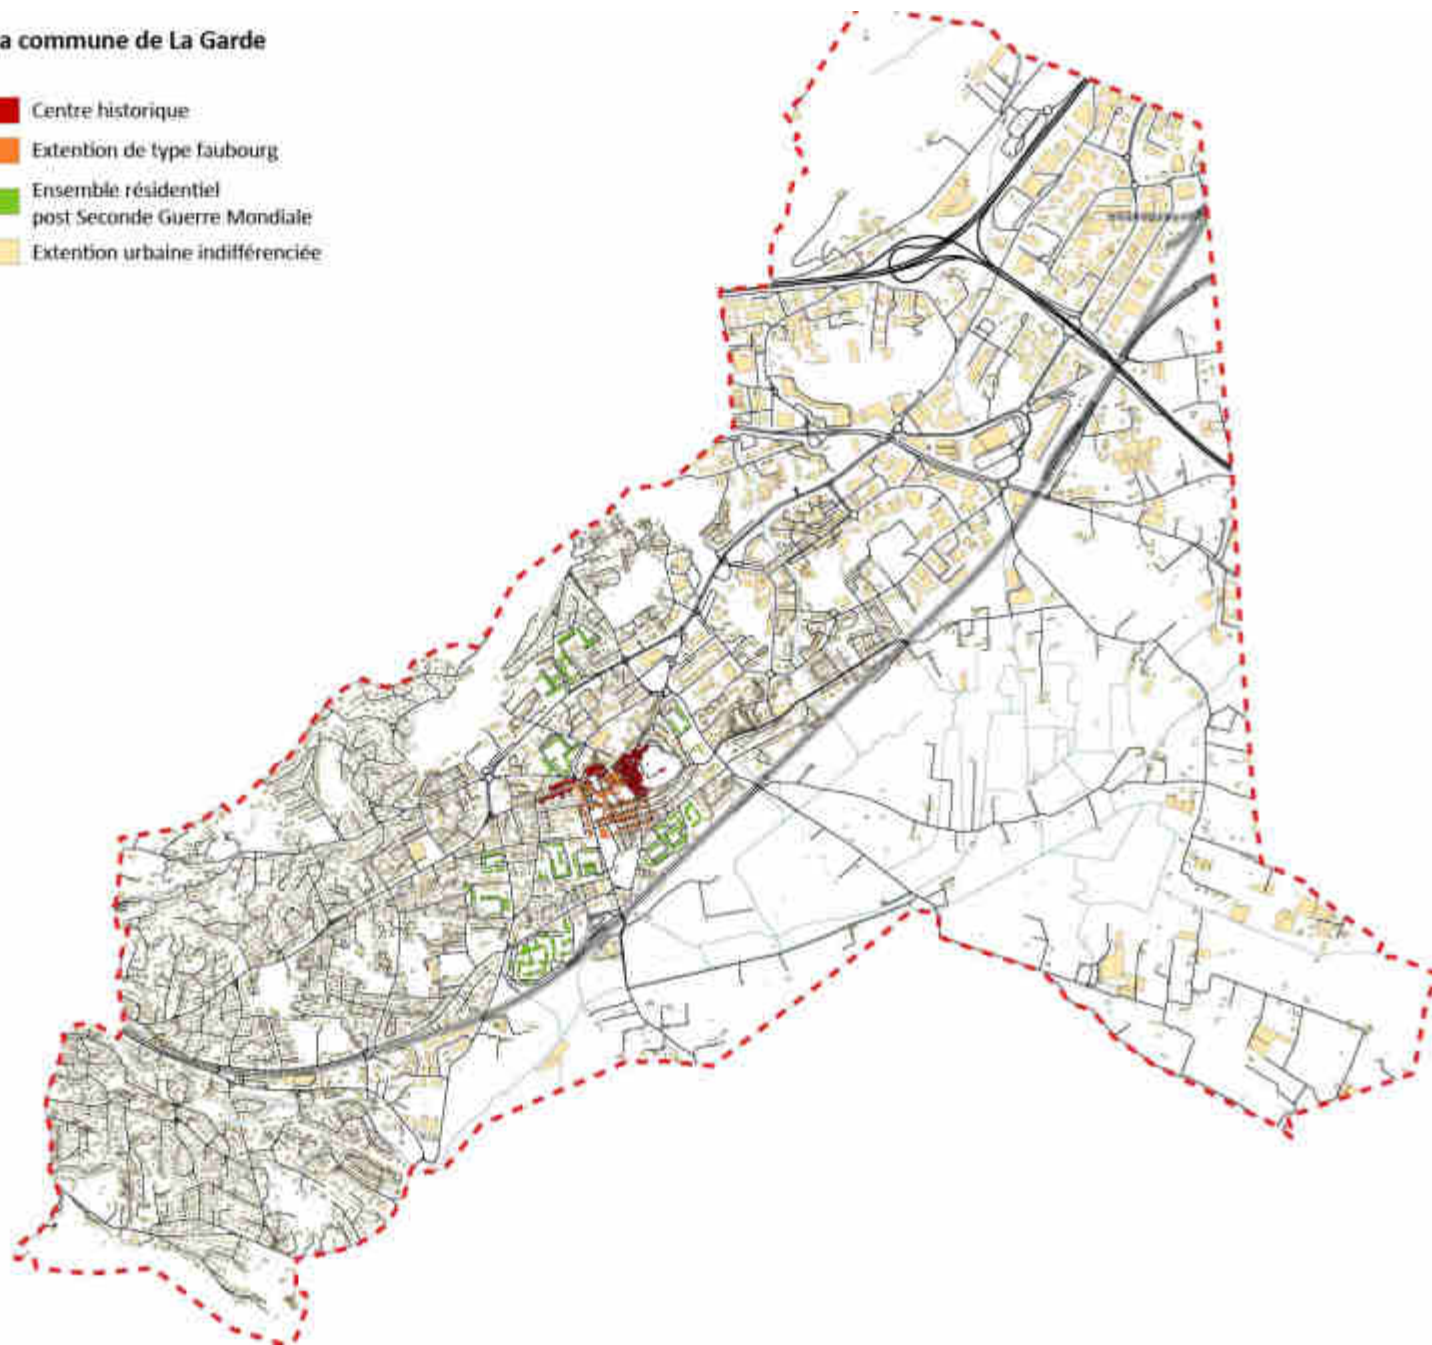 a commune de La Garde
Centre historique
Extention de type faubourg
Ensemble résidentiel
post Seconde Guerre Mondiale
Extention urbaine indifférenciée